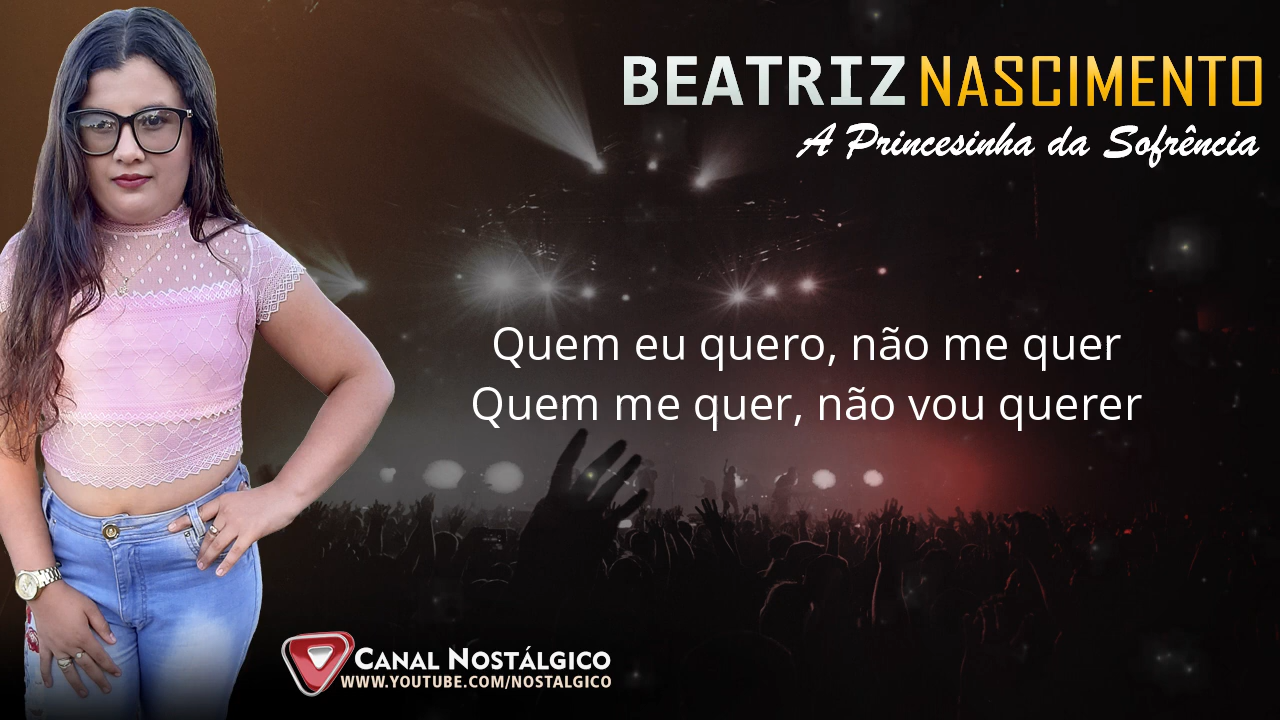 BEATRIZ NASCIMENTO
A Princesinha da Sofrência
Quem eu quero, não me quer
Quem me quer, não vou querer
CANAL NOSTÁLGICO
WWW.YOUTUBE.COM/NOSTALGICO